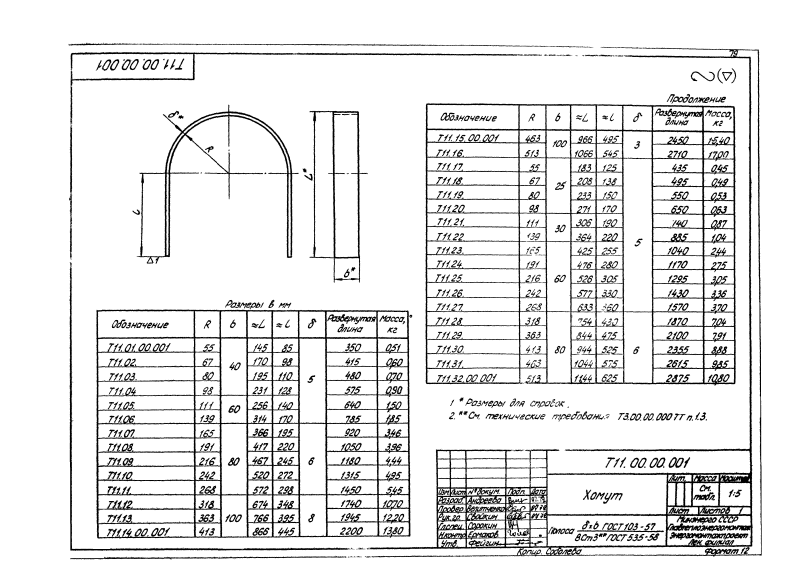 79
Т11.00.00.001
δ*
R
L*
l
b*
Размеры в мм
Обозначение R b ≈L ≈l δ Развернутая длина Масса, кг
Т11.01.00.001 55 40 145 85 5 350 0,51
Т11.02. 67 170 98 415 0,60
Т11.03. 80 195 110 480 0,70
Т11.04 98 231 128 575 0,90
Т11.05. 111 60 256 140 640 1,50
Т11.06. 139 314 170 785 1,85
Т11.07. 165 80 366 195 6 920 3,46
Т11.08. 191 417 220 1050 3,96
Т11.09. 216 467 245 1180 4,44
Т11.10. 242 520 272 1315 4,95
Т11.11. 268 572 298 1450 5,45
Т11.12. 318 100 674 348 8 1740 10,70
Т11.13. 363 766 395 1945 12,20
Т11.14.00.001 413 866 445 2200 13,80
Продолжение
Обозначение R b ≈L ≈l δ Развернутая длина Масса, кг
Т11.15.00.001 463 100 966 495 3 2450 15,40
Т11.16. 513 1066 545 2710 17,00
Т11.17. 55 25 183 125 5 435 0,45
Т11.18. 67 208 138 495 0,49
Т11.19. 80 233 150 550 0,53
Т11.20. 98 271 170 650 0,63
Т11.21. 111 30 306 190 740 0,87
Т11.22. 139 364 220 885 1,04
Т11.23. 165 60 425 255 1040 2,44
Т11.24. 191 476 280 1170 2,75
Т11.25. 216 526 305 1295 3,05
Т11.26. 242 577 330 1430 3,36
Т11.27 268 633 360 1570 3,70
Т11.28. 318 80 754 430 6 1870 7,04
Т11.29. 363 844 475 2100 7,91
Т11.30. 413 944 525 2355 8,88
Т11.31. 463 1044 575 2615 9,85
Т11.32.00.001 513 1144 625 2875 10,80
1 * Размеры для справок.
2.** См. технические требования Т3.00.00.000ТТ п.1.3.
Т11.00.00.001
Хомут
Лит. Масса Масштаб
См. табл. 1:5
Лист Листов 1
Изм Лист № докум. Подп. Дата
Разраб. Андреева
Рук.гр. Сорокин
Гл.спец. Сорокин
Н.контр. Ермаков
Утв. Фейгин
Полоса δхb ГОСТ 103-57
ВСт3** ГОСТ 535-58
Минэнерго СССР
Главтеплоэнергомонтаж
Энергомонтажпроект
Лен. филиал
Копир. Соболева Формат 12